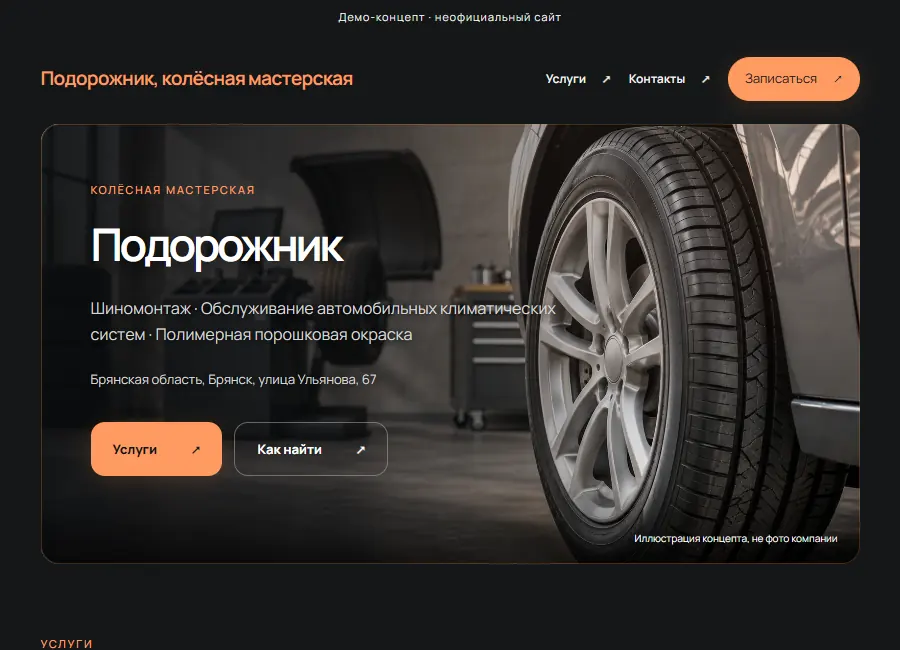 Демо-концепт · неофициальный сайт
Подорожник, колёсная мастерская
Услуги ↗ Контакты ↗ Записаться ↗
КОЛЁСНАЯ МАСТЕРСКАЯ
Подорожник
Шиномонтаж · Обслуживание автомобильных климатических
систем · Полимерная порошковая окраска
Брянская область, Брянск, улица Ульянова, 67
Услуги ↗ Как найти ↗
Иллюстрация концепта, не фото компании
УСЛУГИ